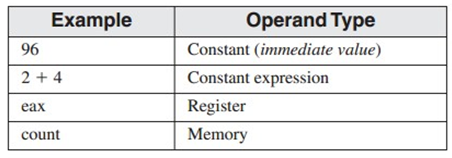 Example Operand Type
96 Constant (immediate value)
2 + 4 Constant expression
eax Register
count Memory